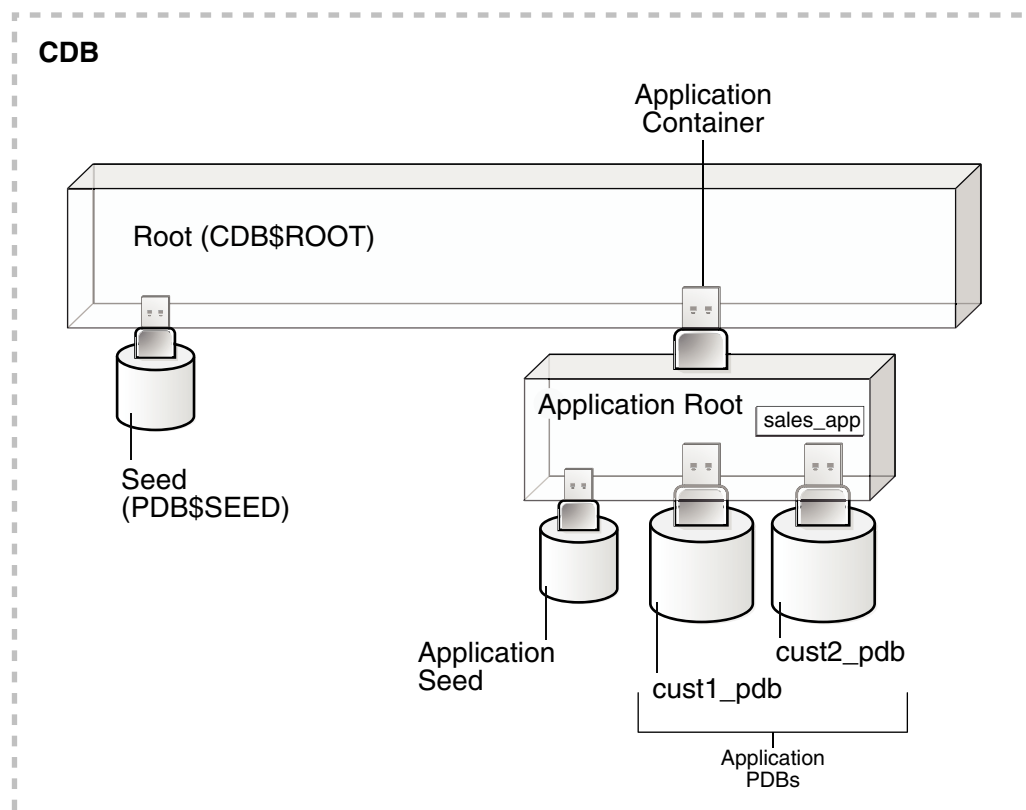 CDB
Application
Container
Root (CDB$ROOT)
Application Root
sales_app
Seed
(PDB$SEED)
Application
Seed
cust1_pdb
cust2_pdb
Application
PDBs